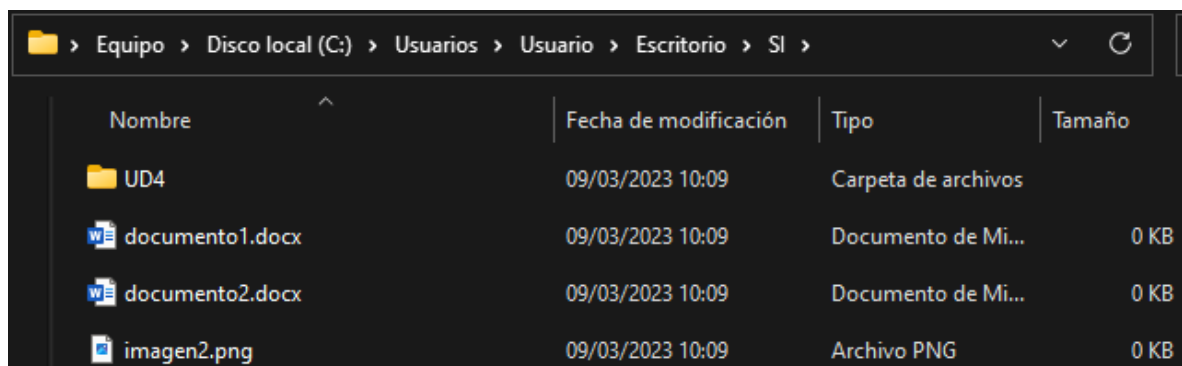 Equipo > Disco local (C:) > Usuarios > Usuario > Escritorio > SI >
Nombre Fecha de modificación Tipo Tamaño
UD4 09/03/2023 10:09 Carpeta de archivos
documento1.docx 09/03/2023 10:09 Documento de Mi... 0 KB
documento2.docx 09/03/2023 10:09 Documento de Mi... 0 KB
imagen2.png 09/03/2023 10:09 Archivo PNG 0 KB